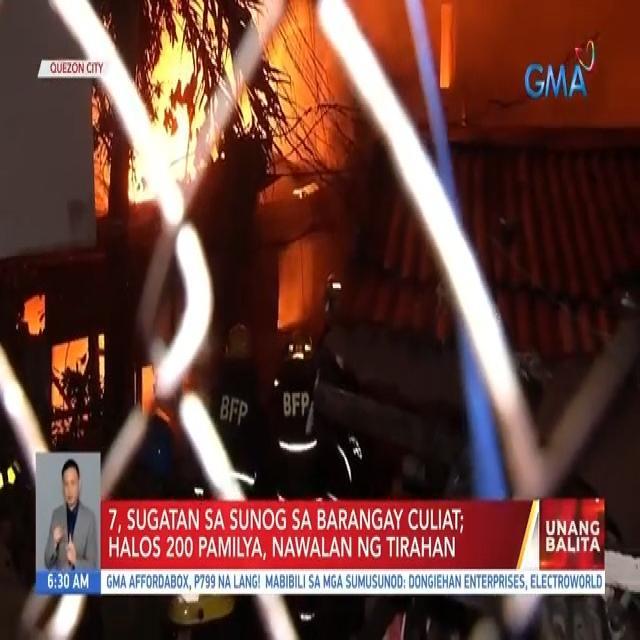 QUEZON CITY
GMA
BFP
BFP
7, SUGATAN SA SUNOG SA BARANGAY CULIAT;
HALOS 200 PAMILYA, NAWALAN NG TIRAHAN
UNANG
BALITA
6:30 AM
GMA AFFORDABOX, P799 NA LANG! MABIBILI SA MGA SUMUSUNOD: DONGIEHAN ENTERPRISES, ELECTROWORLD